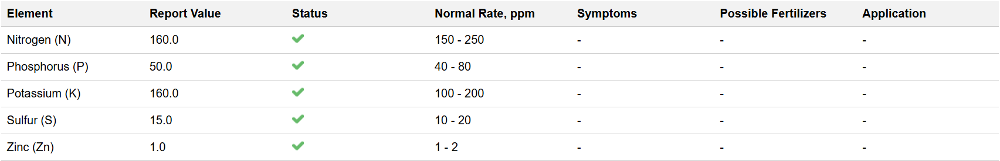 Element Report Value Status Normal Rate, ppm Symptoms Possible Fertilizers Application
Nitrogen (N) 160.0 150 - 250 - - -
Phosphorus (P) 50.0 40 - 80 - - -
Potassium (K) 160.0 100 - 200 - - -
Sulfur (S) 15.0 10 - 20 - - -
Zinc (Zn) 1.0 1 - 2 - - -